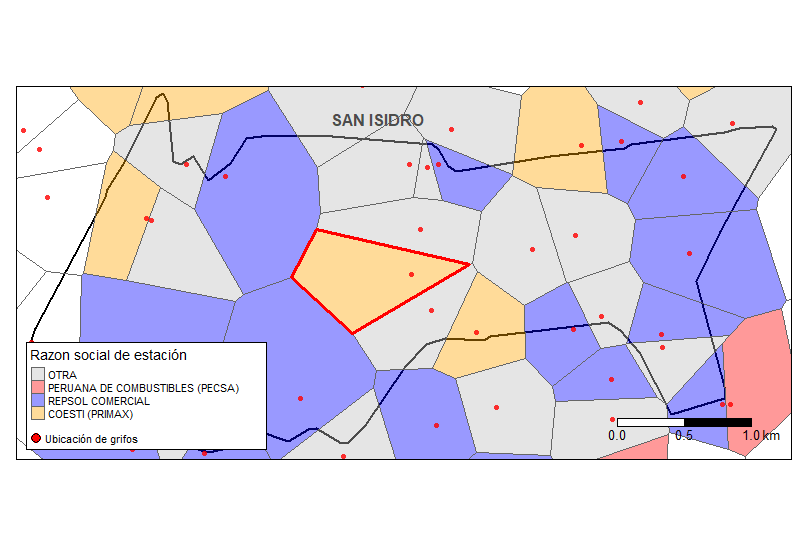 SAN ISIDRO
Razon social de estación
OTRA
PERUANA DE COMBUSTIBLES (PECSA)
REPSOL COMERCIAL
COESTI (PRIMAX)
Ubicación de grifos
0.0 0.5 1.0 km